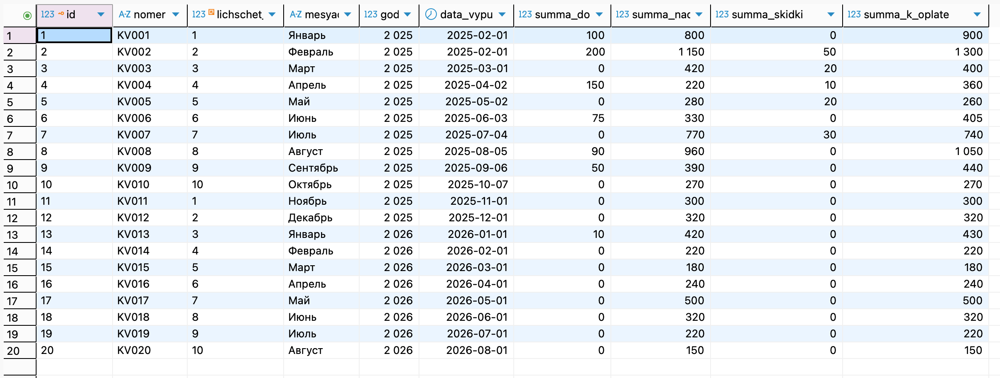 123 id A-Z nomer 123 lichschet_ A-Z mesyac 123 god data_vypu 123 summa_do 123 summa_nac 123 summa_skidki 123 summa_k_oplate
1 1 KV001 1 Январь 2 025 2025-02-01 100 800 0 900
2 2 KV002 2 Февраль 2 025 2025-02-01 200 1 150 50 1 300
3 3 KV003 3 Март 2 025 2025-03-01 0 420 20 400
4 4 KV004 4 Апрель 2 025 2025-04-02 150 220 10 360
5 5 KV005 5 Май 2 025 2025-05-02 0 280 20 260
6 6 KV006 6 Июнь 2 025 2025-06-03 75 330 0 405
7 7 KV007 7 Июль 2 025 2025-07-04 0 770 30 740
8 8 KV008 8 Август 2 025 2025-08-05 90 960 0 1 050
9 9 KV009 9 Сентябрь 2 025 2025-09-06 50 390 0 440
10 10 KV010 10 Октябрь 2 025 2025-10-07 0 270 0 270
11 11 KV011 1 Ноябрь 2 025 2025-11-01 0 300 0 300
12 12 KV012 2 Декабрь 2 025 2025-12-01 0 320 0 320
13 13 KV013 3 Январь 2 026 2026-01-01 10 420 0 430
14 14 KV014 4 Февраль 2 026 2026-02-01 0 220 0 220
15 15 KV015 5 Март 2 026 2026-03-01 0 180 0 180
16 16 KV016 6 Апрель 2 026 2026-04-01 0 240 0 240
17 17 KV017 7 Май 2 026 2026-05-01 0 500 0 500
18 18 KV018 8 Июнь 2 026 2026-06-01 0 320 0 320
19 19 KV019 9 Июль 2 026 2026-07-01 0 220 0 220
20 20 KV020 10 Август 2 026 2026-08-01 0 150 0 150